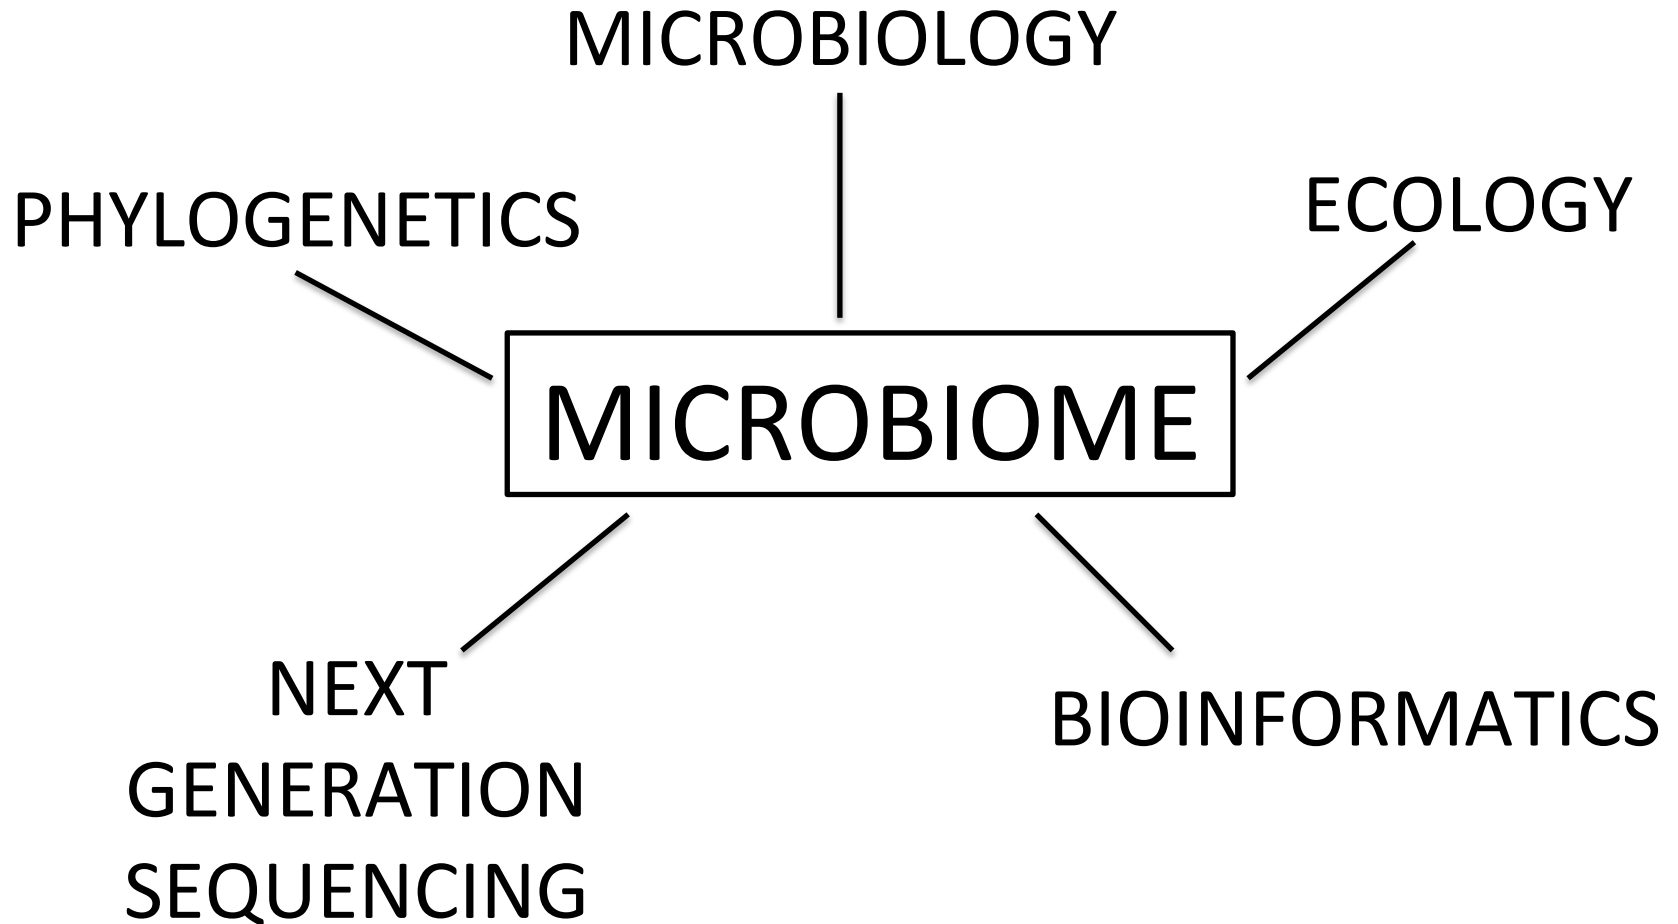 MICROBIOLOGY
PHYLOGENETICS
ECOLOGY
MICROBIOME
NEXT
GENERATION
SEQUENCING
BIOINFORMATICS